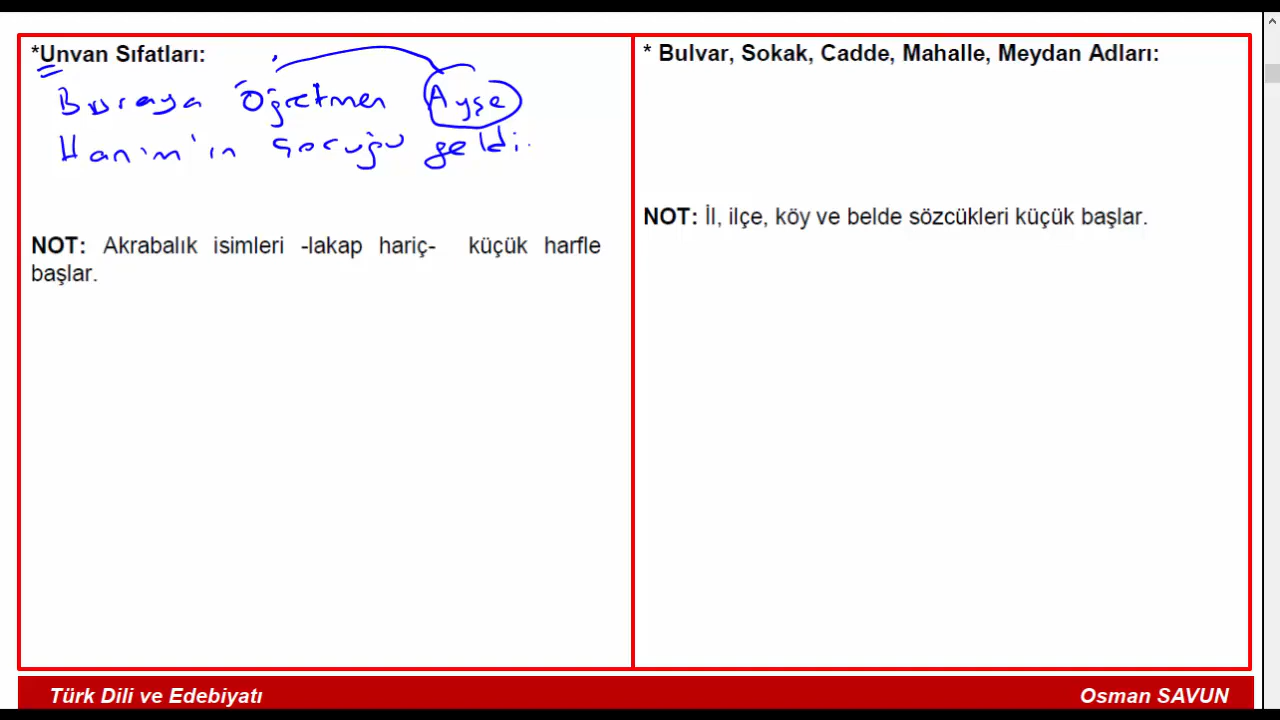 *Unvan Sıfatları:
Buraya Öğretmen Ayşe
Hanım'ın çocuğu geldi.
NOT: Akrabalık isimleri -lakap hariç- küçük harfle
başlar.
* Bulvar, Sokak, Cadde, Mahalle, Meydan Adları:
NOT: İl, ilçe, köy ve belde sözcükleri küçük başlar.
Türk Dili ve Edebiyatı
Osman SAVUN